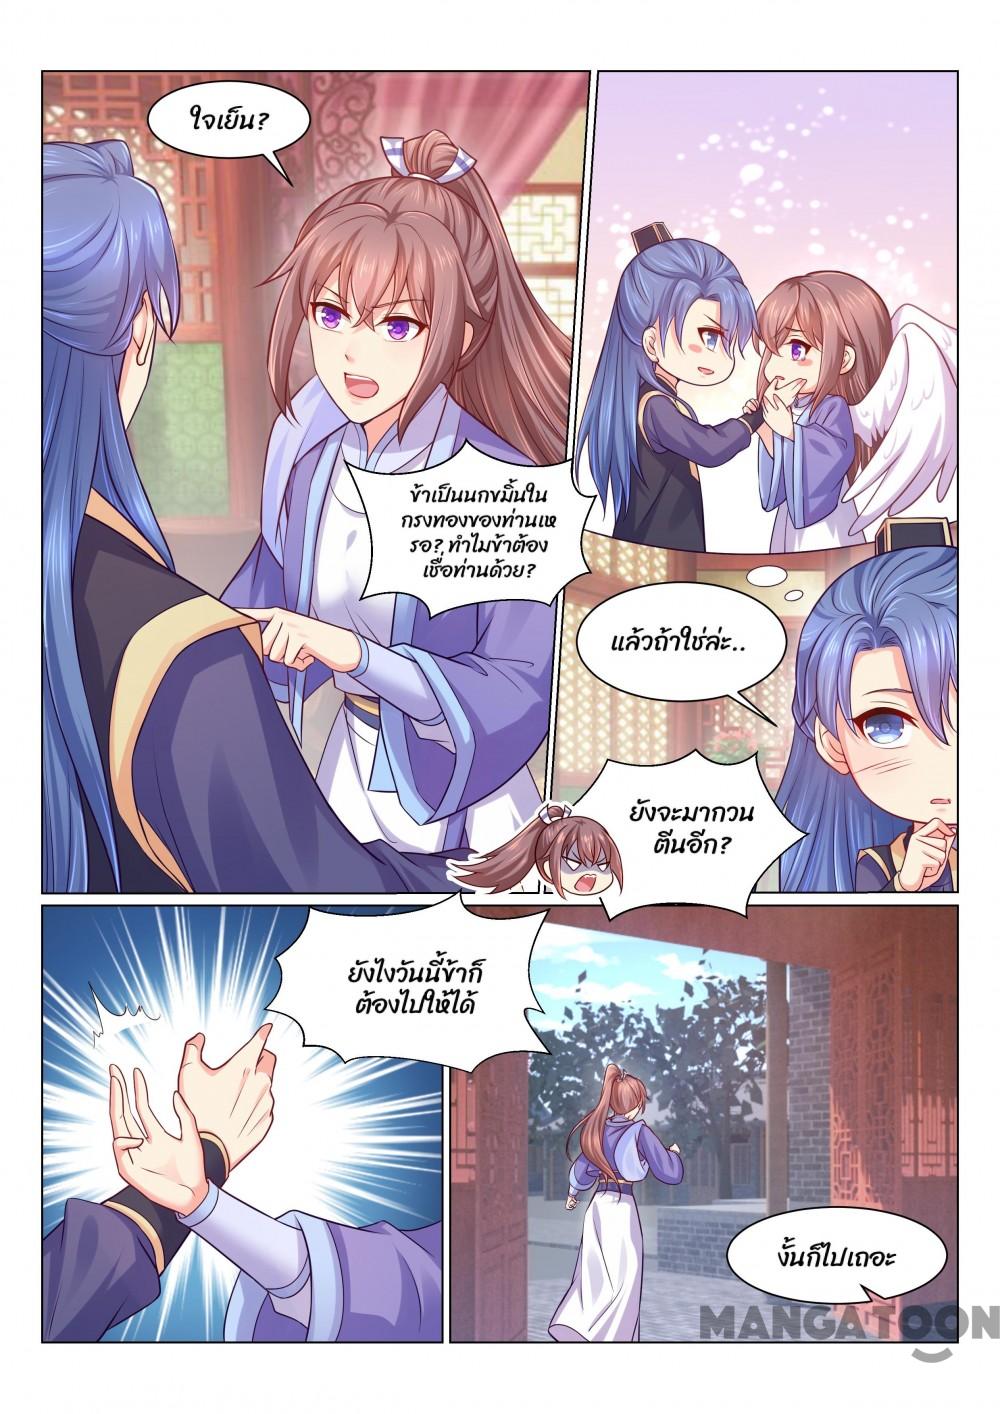 ใจเย็น?
ข้าเป็นนกขมิ้นใน
กรงทองของท่านเห
รอ? ทำไมข้าต้อง
เชื่อท่านด้วย?
แล้วถ้าใช่ล่ะ..
ยังจะมากวน
ตีนอีก?
ยังไงวันนี้ข้าก็
ต้องไปให้ได้
งั้นก็ไปเถอะ
MANGATOON